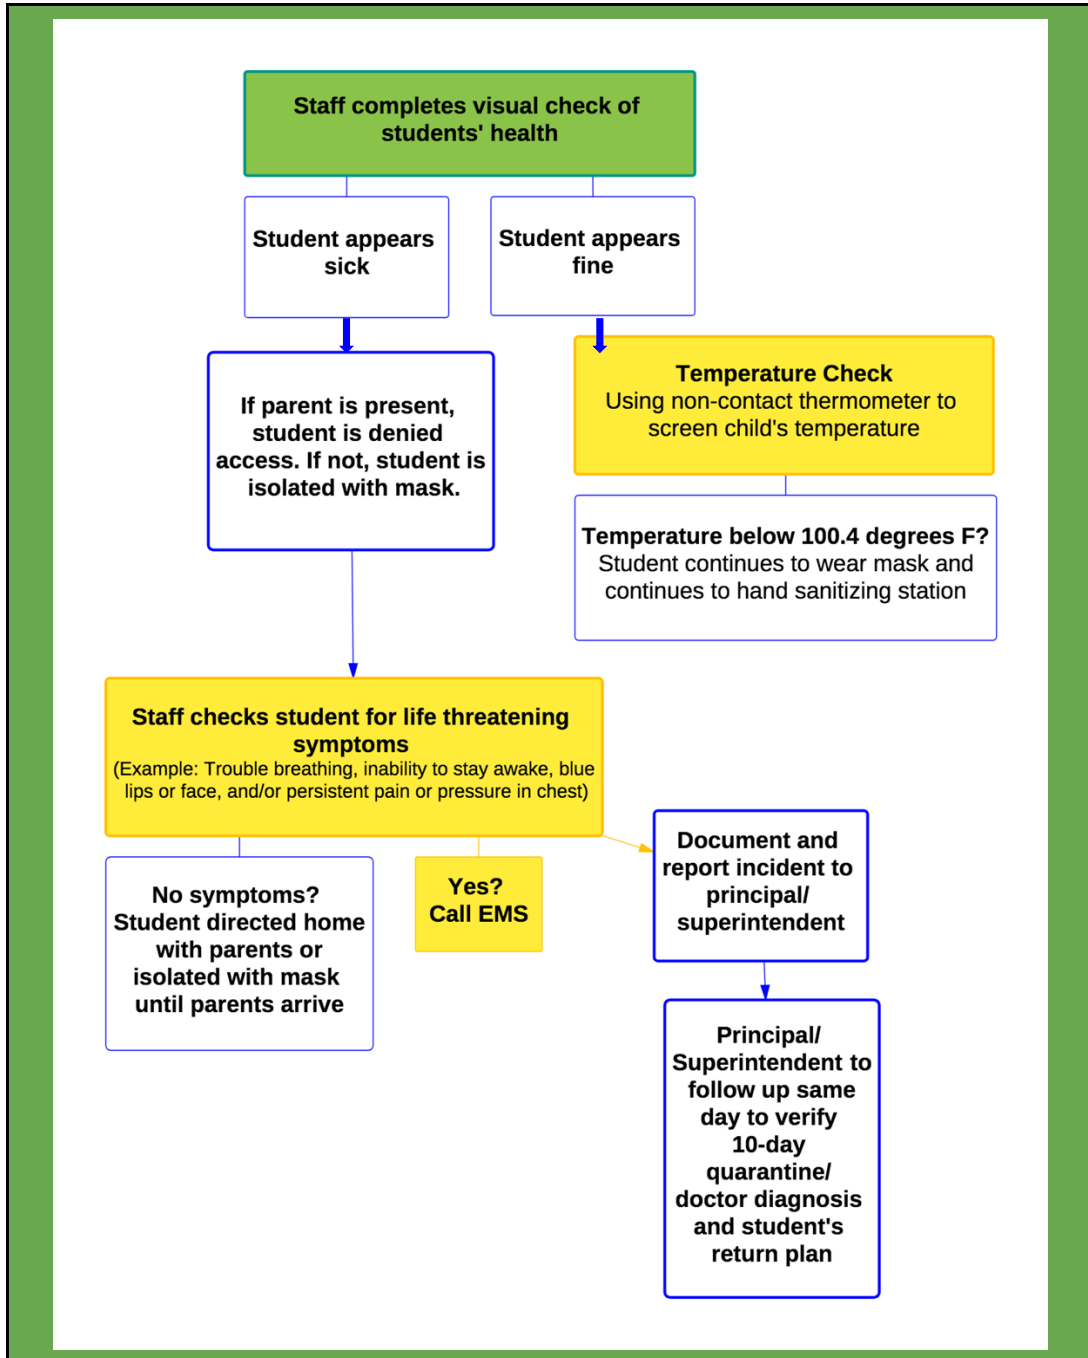 Staff completes visual check of
students' health
Student appears
sick
Student appears
fine
If parent is present,
student is denied
access. If not, student is
isolated with mask.
Temperature Check
Using non-contact thermometer to
screen child's temperature
Temperature below 100.4 degrees F?
Student continues to wear mask and
continues to hand sanitizing station
Staff checks student for life threatening
symptoms
(Example: Trouble breathing, inability to stay awake, blue
lips or face, and/or persistent pain or pressure in chest)
No symptoms?
Student directed home
with parents or
isolated with mask
until parents arrive
Yes?
Call EMS
Document and
report incident to
principal/
superintendent
Principal/
Superintendent to
follow up same
day to verify
10-day
quarantine/
doctor diagnosis
and student's
return plan